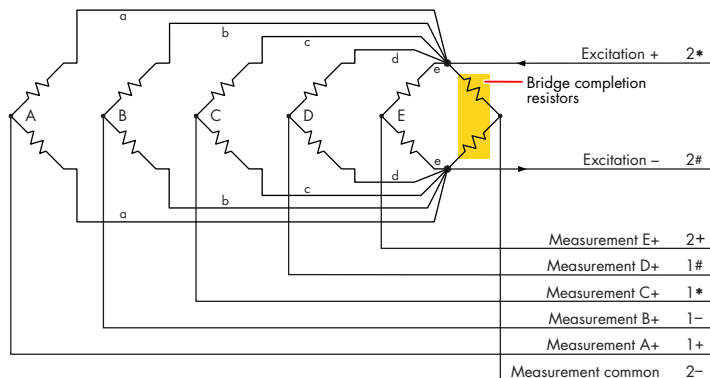 a
b
c
d
e
Excitation + 2*
Bridge completion
resistors
A B C D E
e
Excitation – 2#
d
c
b
a
Measurement E+ 2+
Measurement D+ 1#
Measurement C+ 1*
Measurement B+ 1–
Measurement A+ 1+
Measurement common 2–